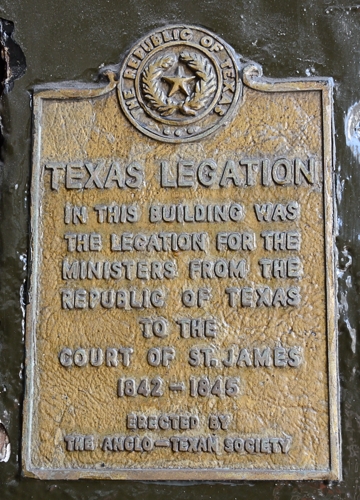 THE REPUBLIC OF TEXAS
TEXAS LEGATION
IN THIS BUILDING WAS
THE LEGATION FOR THE
MINISTERS FROM THE
REPUBLIC OF TEXAS
TO THE
COURT OF ST. JAMES
1842 – 1845
ERECTED BY
THE ANGLO–TEXAN SOCIETY